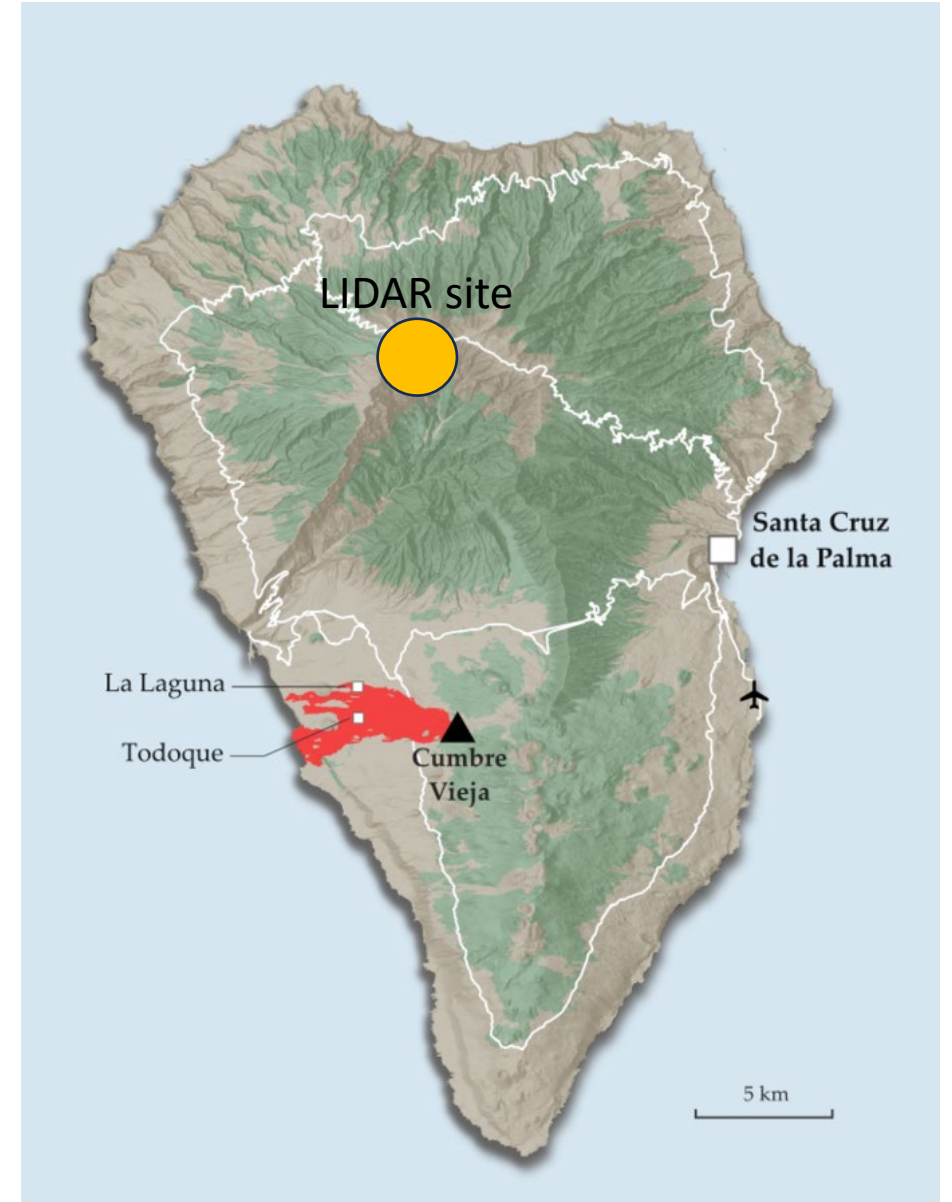 LIDAR site
Santa Cruz
de la Palma
La Laguna
Todoque
Cumbre
Vieja
5 km